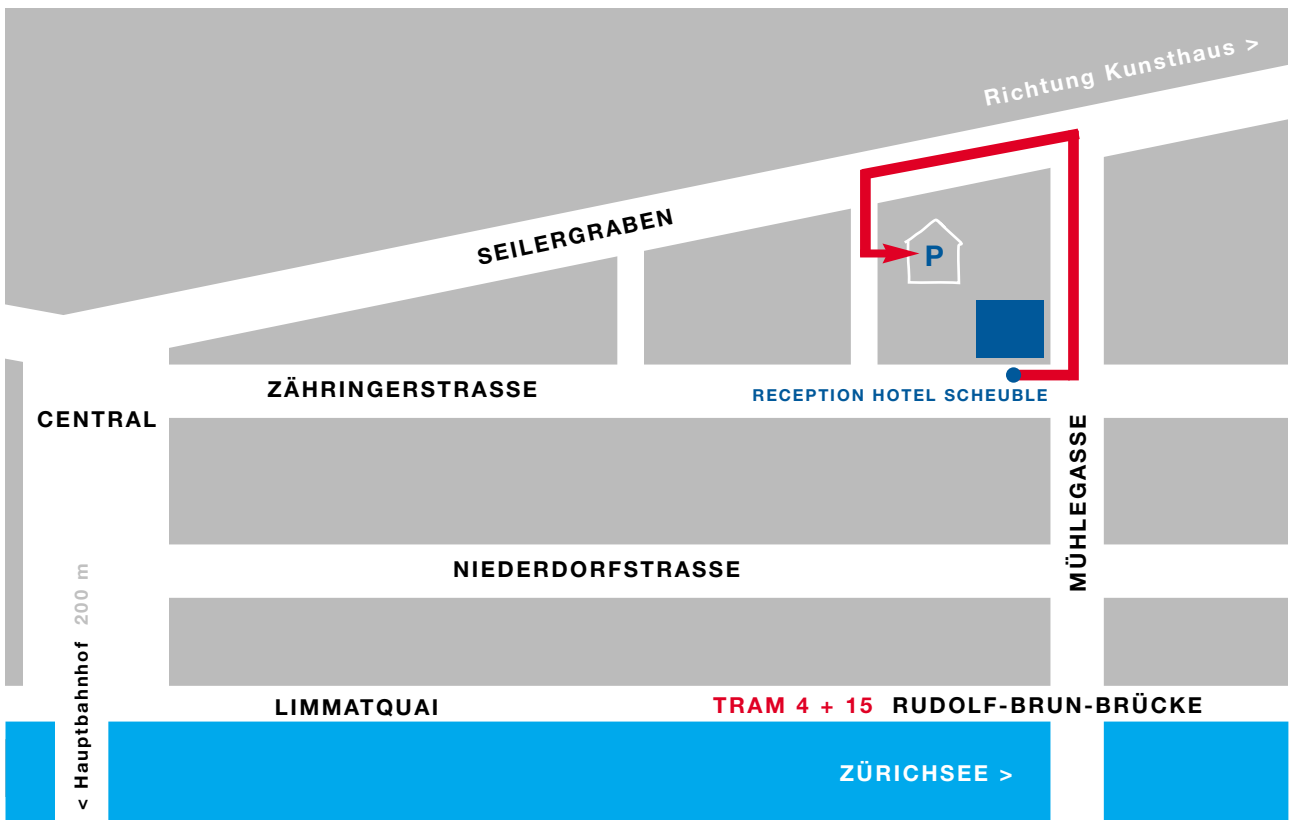 Richtung Kunsthaus >
SEILERGRABEN
P
ZÄHRINGERSTRASSE
RECEPTION HOTEL SCHEUBLE
CENTRAL
MÜHLEGASSE
NIEDERDORFSTRASSE
< Hauptbahnhof 200 m
LIMMATQUAI
TRAM 4 + 15 RUDOLF-BRUN-BRÜCKE
ZÜRICHSEE >